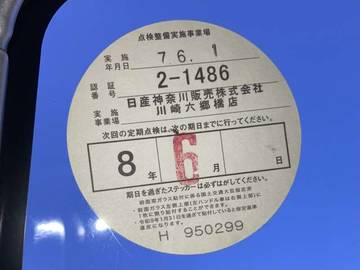 点検整備実施事業場
実施年月日 7 6. 1
認証番号 2-1486
実施事業場 日産神奈川販売株式会社
川崎六郷橋店
次回の定期点検は、次の期日までに行ってください。
8年 6月 日
期日を過ぎたステッカーは必ずはがしてください。
H 950299